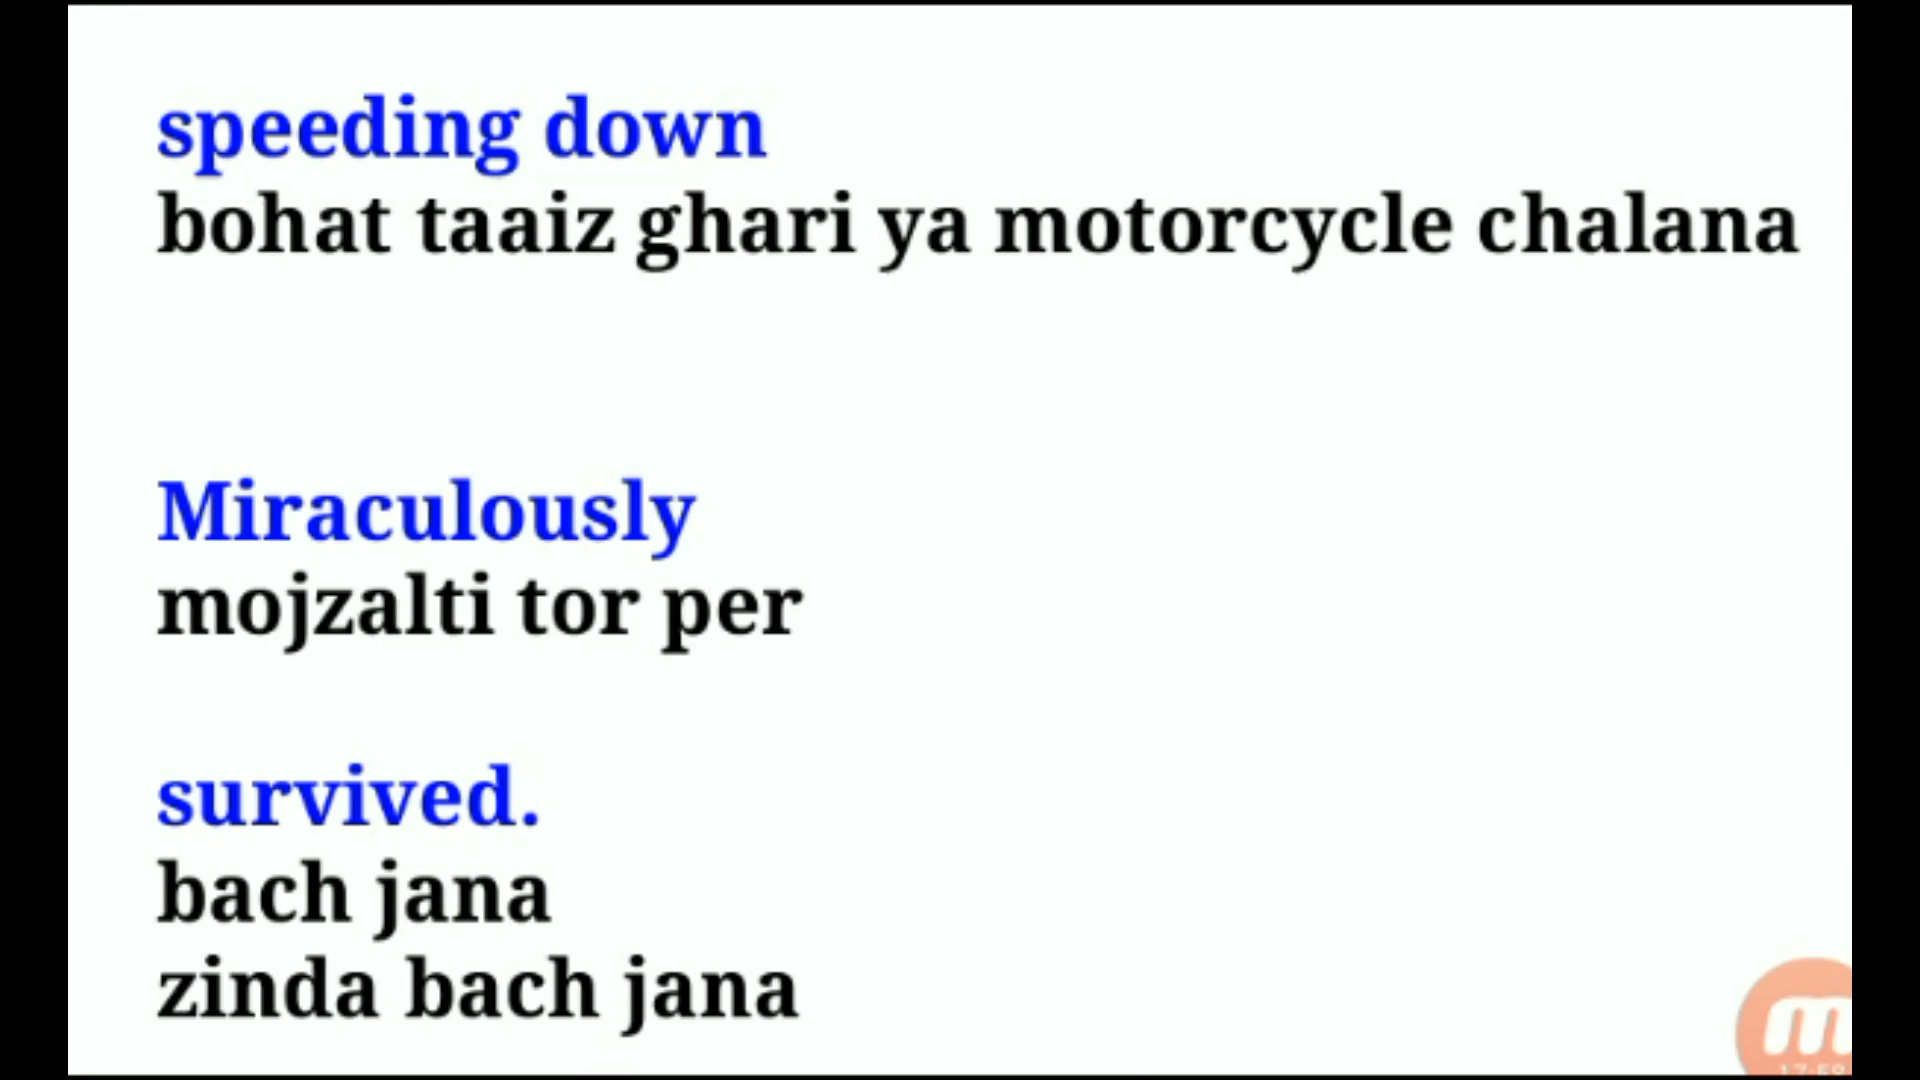 speeding down
bohat taaiz ghari ya motorcycle chalana
Miraculously
mojzalti tor per
survived.
bach jana
zinda bach jana
m